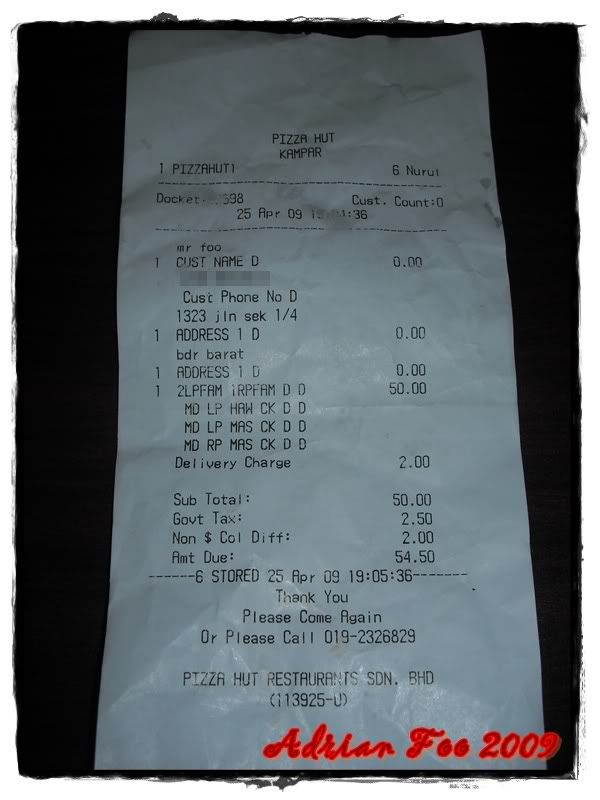 PIZZA HUT
KAMPAR
1 PIZZAHUT1 6 Nurul
Docket: 698 Cust. Count:0
25 Apr 09 :36
mr foo
1 CUST NAME D 0.00
Cust Phone No D
1323 jln sek 1/4
1 ADDRESS 1 D 0.00
bdr barat
1 ADDRESS 1 D 0.00
1 2LPFAM 1RPFAM D D 50.00
MD LP HAW CK D D
MD LP MAS CK D D
MD RP MAS CK D D
Delivery Charge 2.00
Sub Total: 50.00
Govt Tax: 2.50
Non $ Col Diff: 2.00
Amt Due: 54.50
------6 STORED 25 Apr 09 19:05:36-------
Thank You
Please Come Again
Or Please Call 019-2326829
PIZZA HUT RESTAURANTS SDN. BHD
(113925-U)
Adrian Foo 2009